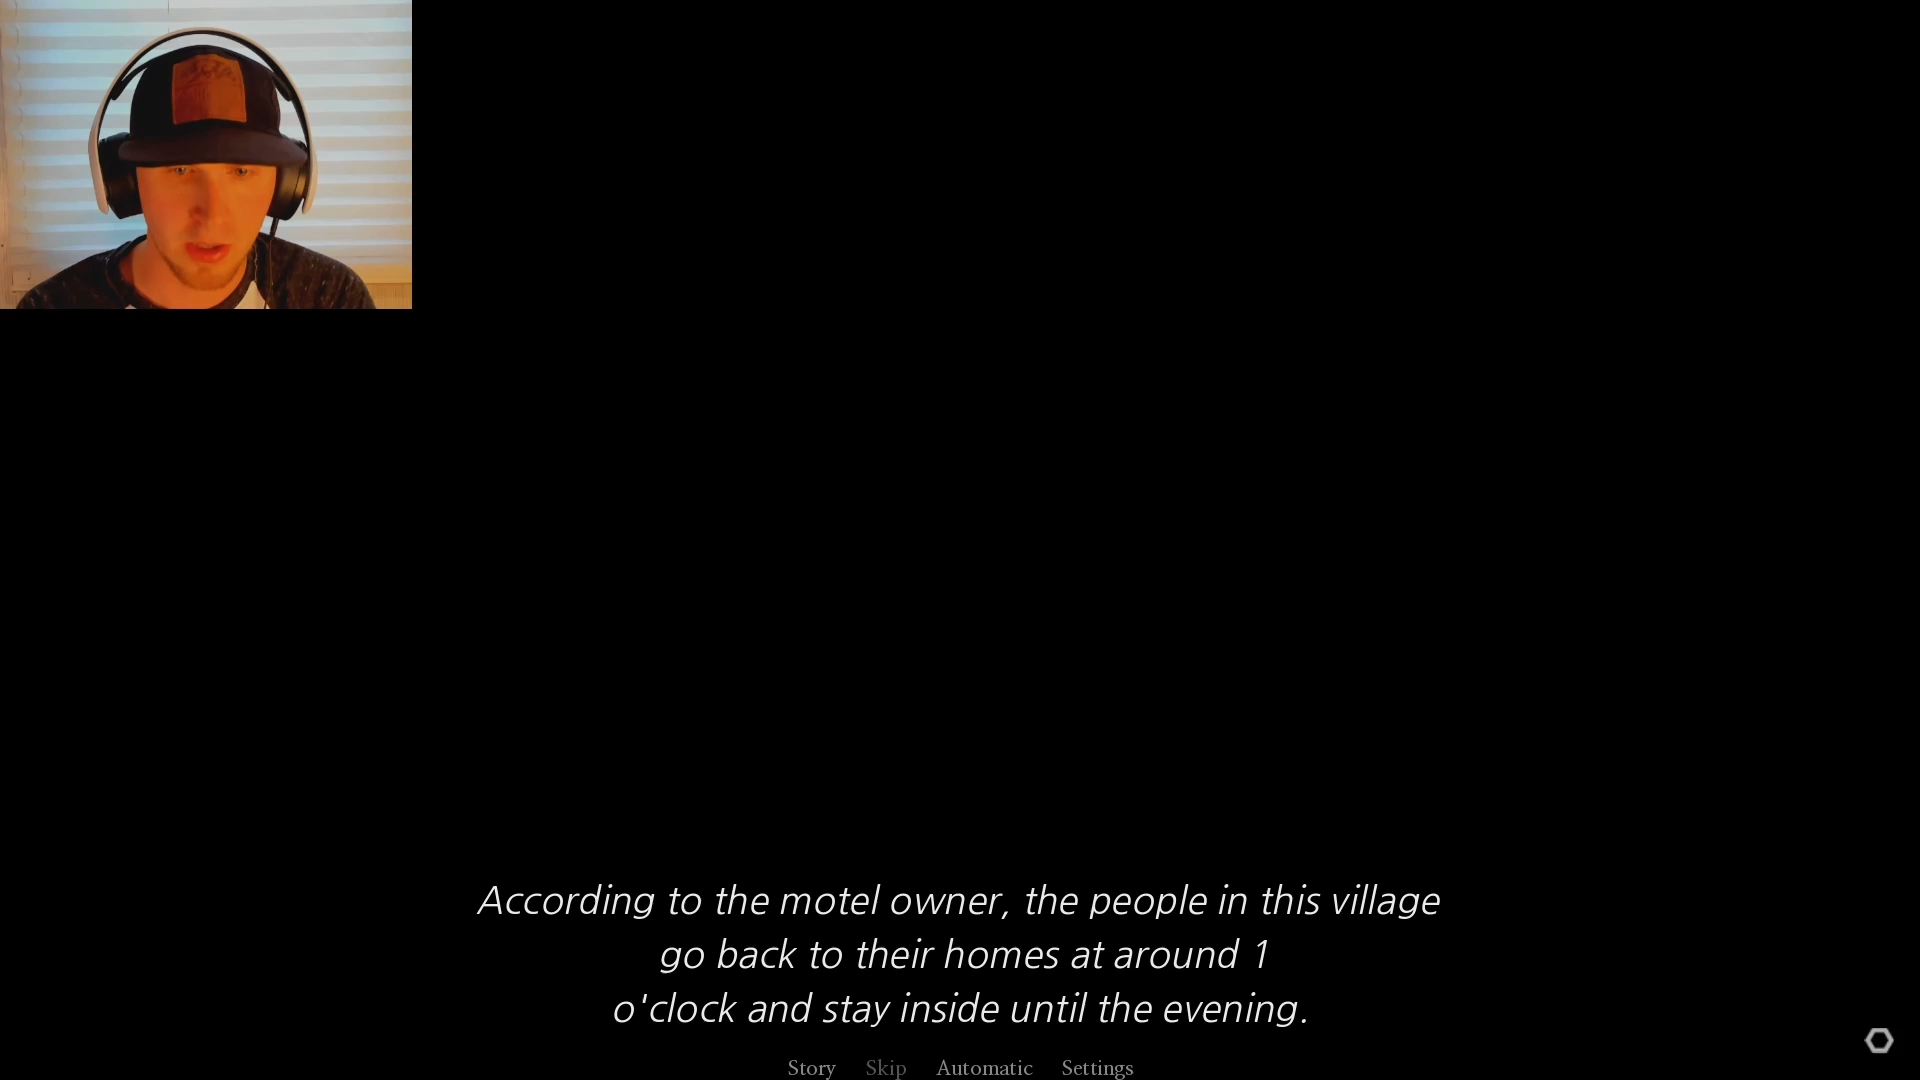 According to the motel owner, the people in this village
go back to their homes at around 1
o'clock and stay inside until the evening.
Story Skip Automatic Settings